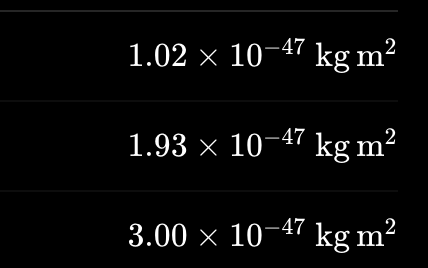 1.02 × 10⁻⁴⁷ kg m²
1.93 × 10⁻⁴⁷ kg m²
3.00 × 10⁻⁴⁷ kg m²